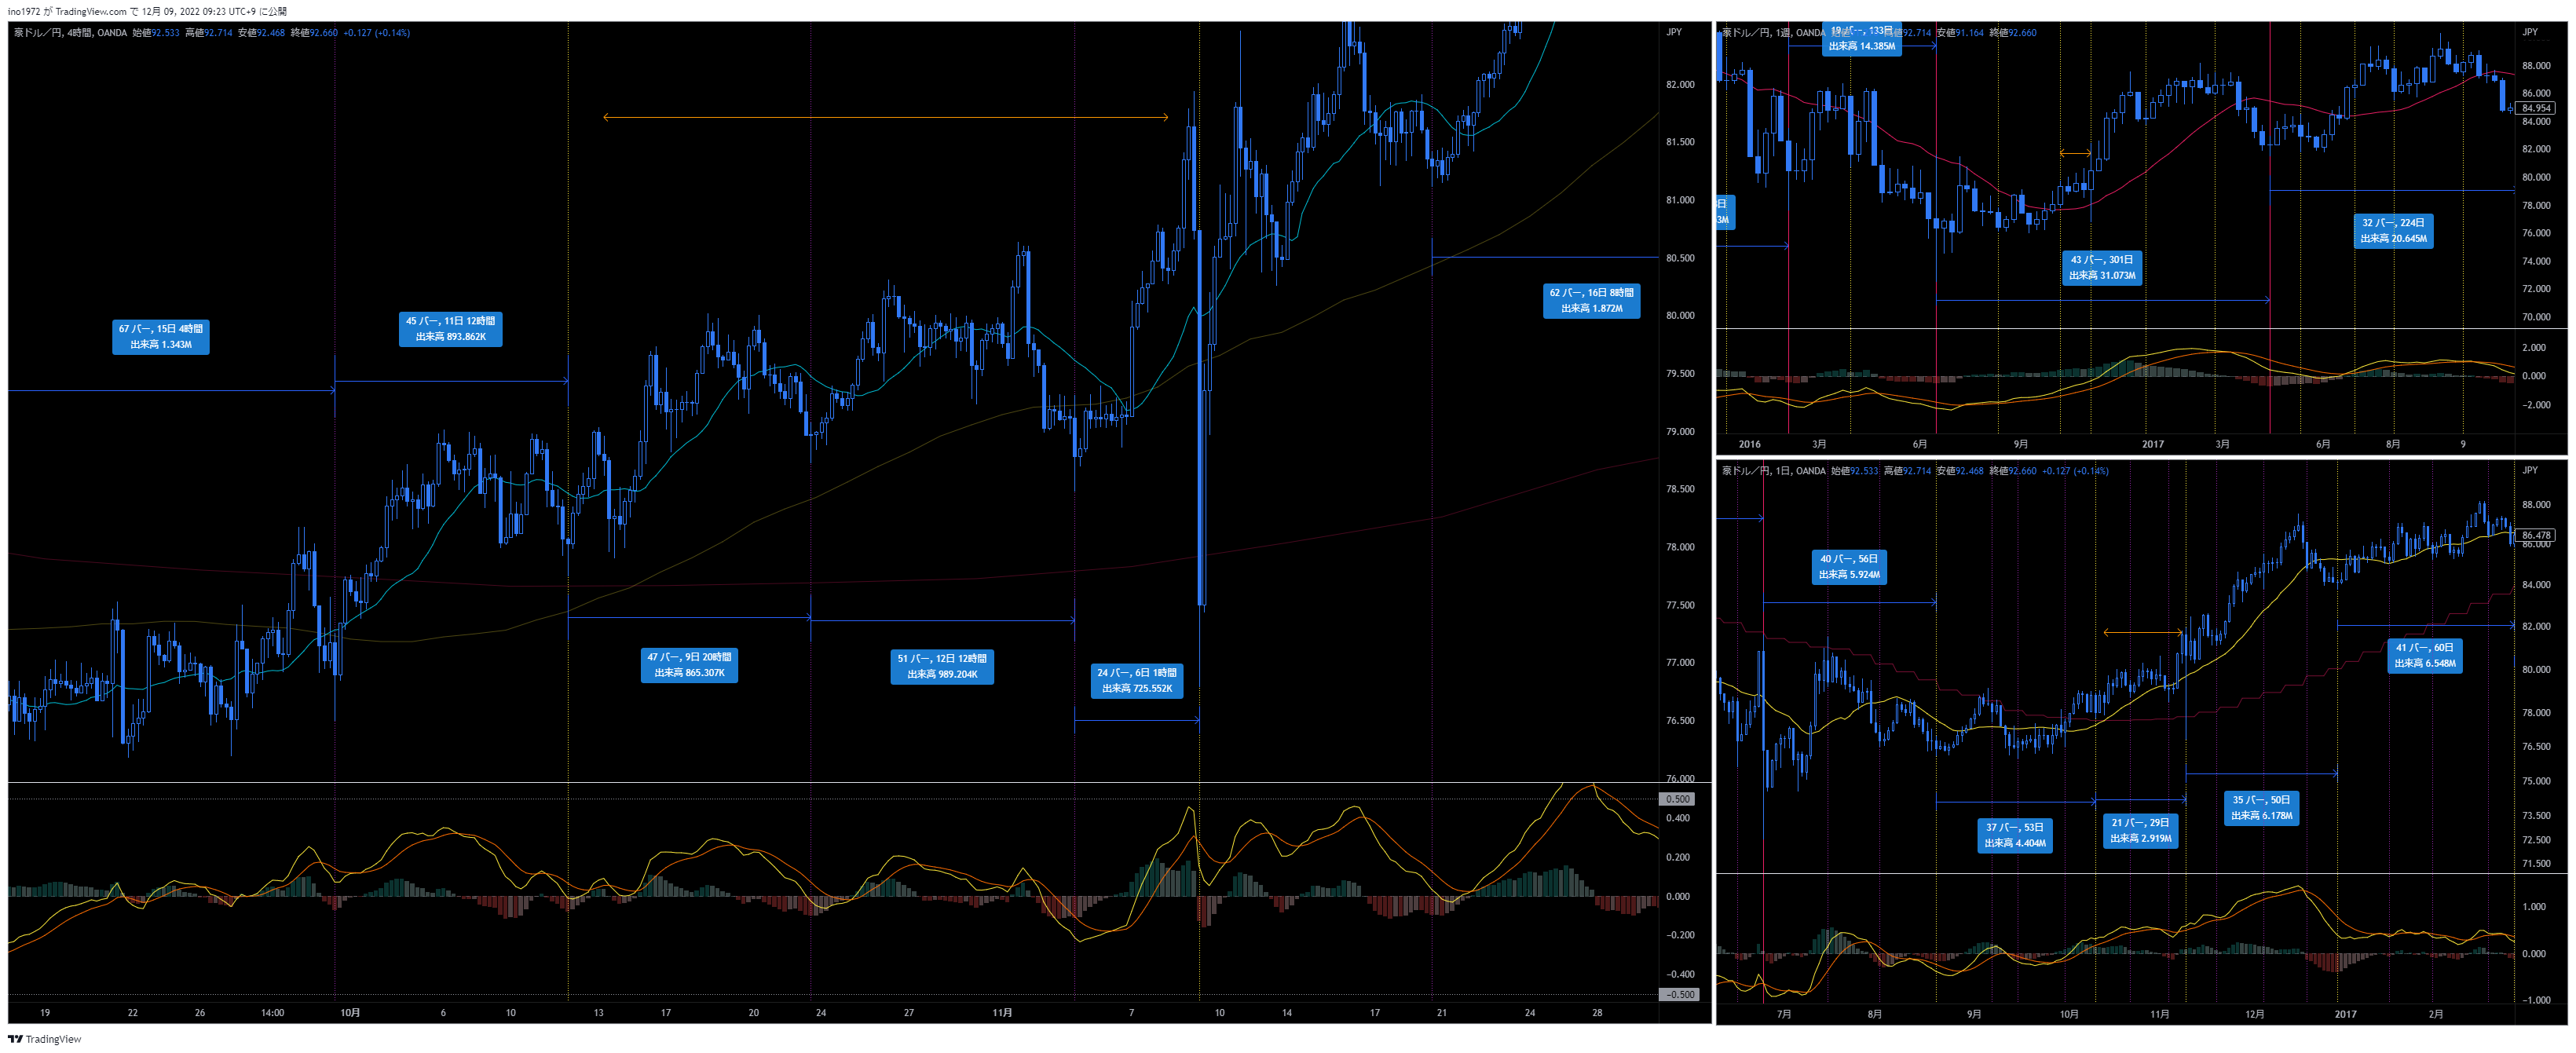 ino1972 が TradingView.com で 12月 09, 2022 09:23 UTC+9 に公開
豪ドル／円, 4時間, OANDA 始値92.533 高値92.714 安値92.468 終値92.660 +0.127 (+0.14%)
JPY
82.000
81.500
81.000
80.500
80.000
79.500
79.000
78.500
78.000
77.500
77.000
76.500
76.000
67 バー, 15日 4時間
出来高 1.343M
45 バー, 11日 12時間
出来高 893.862K
47 バー, 9日 20時間
出来高 865.307K
51 バー, 12日 12時間
出来高 989.204K
24 バー, 6日 1時間
出来高 725.552K
62 バー, 16日 8時間
出来高 1.872M
0.500
0.400
0.200
0.000
−0.200
−0.400
−0.500
19 22 26 14:00 10月 6 10 13 17 20 24 27 11月 7 10 14 17 21 24 28
豪ドル／円, 1週, OANDA 92.714 安値91.164 終値92.660
JPY
19 バー, 133日
出来高 14.385M
日
3M
43 バー, 301日
出来高 31.073M
32 バー, 224日
出来高 20.645M
88.000
86.000
84.954
84.000
82.000
80.000
78.000
76.000
74.000
72.000
70.000
2.000
0.000
−2.000
2016 3月 6月 9月 2017 3月 6月 8月 9
豪ドル／円, 1日, OANDA 始値92.533 高値92.714 安値92.468 終値92.660 +0.127 (+0.14%)
JPY
40 バー, 56日
出来高 5.924M
37 バー, 53日
出来高 4.404M
21 バー, 29日
出来高 2.919M
35 バー, 50日
出来高 6.178M
41 バー, 60日
出来高 6.548M
88.000
86.478
86.000
84.000
82.000
80.000
78.000
76.500
75.000
73.500
72.500
71.500
1.000
0.000
−1.000
7月 8月 9月 10月 11月 12月 2017 2月
TradingView